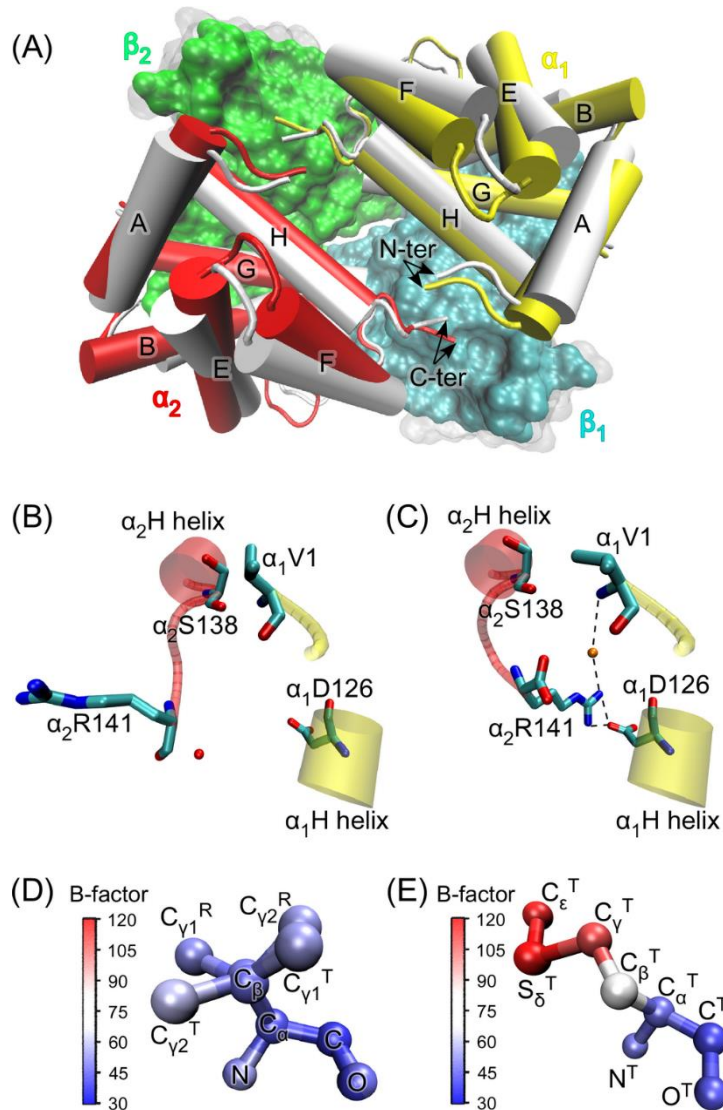 (A)
β₂
α₁
F
E
B
A
G
H
A
H
G
N-ter
B
E
F
C-ter
α₂
β₁
(B)
α₂H helix
α₁V1
α₂S138
α₁D126
α₂R141
α₁H helix
(C)
α₂H helix
α₁V1
α₂S138
α₁D126
α₂R141
α₁H helix
(D)
B-factor
120
105
90
75
60
45
30
Cγ1ᴿ
Cγ2ᴿ
Cβ
Cγ1ᵀ
Cγ2ᵀ
Cα
C
N
O
(E)
B-factor
120
105
90
75
60
45
30
Cεᵀ
Cγᵀ
Sδᵀ
Cβᵀ
Cαᵀ
Cᵀ
Nᵀ
Oᵀ